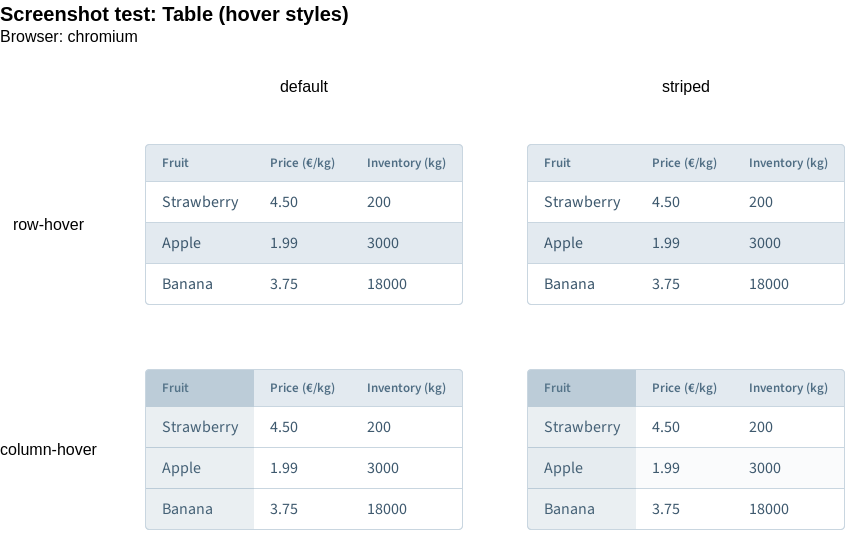 Screenshot test: Table (hover styles)
Browser: chromium
default striped
row-hover
Fruit Price (€/kg) Inventory (kg)
Strawberry 4.50 200
Apple 1.99 3000
Banana 3.75 18000
Fruit Price (€/kg) Inventory (kg)
Strawberry 4.50 200
Apple 1.99 3000
Banana 3.75 18000
column-hover
Fruit Price (€/kg) Inventory (kg)
Strawberry 4.50 200
Apple 1.99 3000
Banana 3.75 18000
Fruit Price (€/kg) Inventory (kg)
Strawberry 4.50 200
Apple 1.99 3000
Banana 3.75 18000